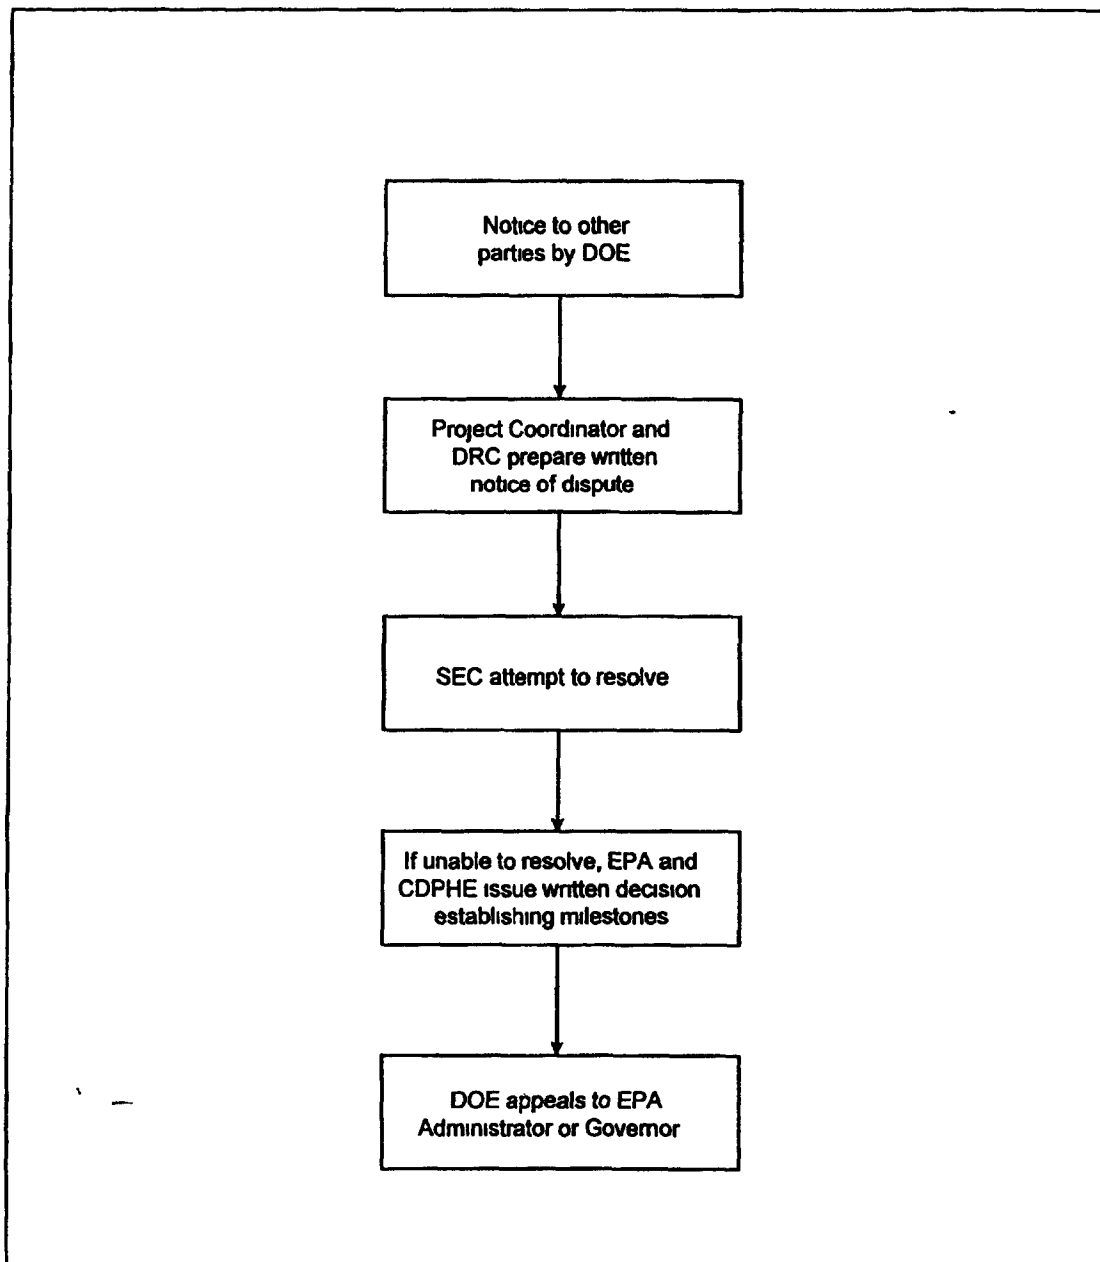 Notice to other
parties by DOE
Project Coordinator and
DRC prepare written
notice of dispute
SEC attempt to resolve
If unable to resolve, EPA and
CDPHE issue written decision
establishing milestones
DOE appeals to EPA
Administrator or Governor